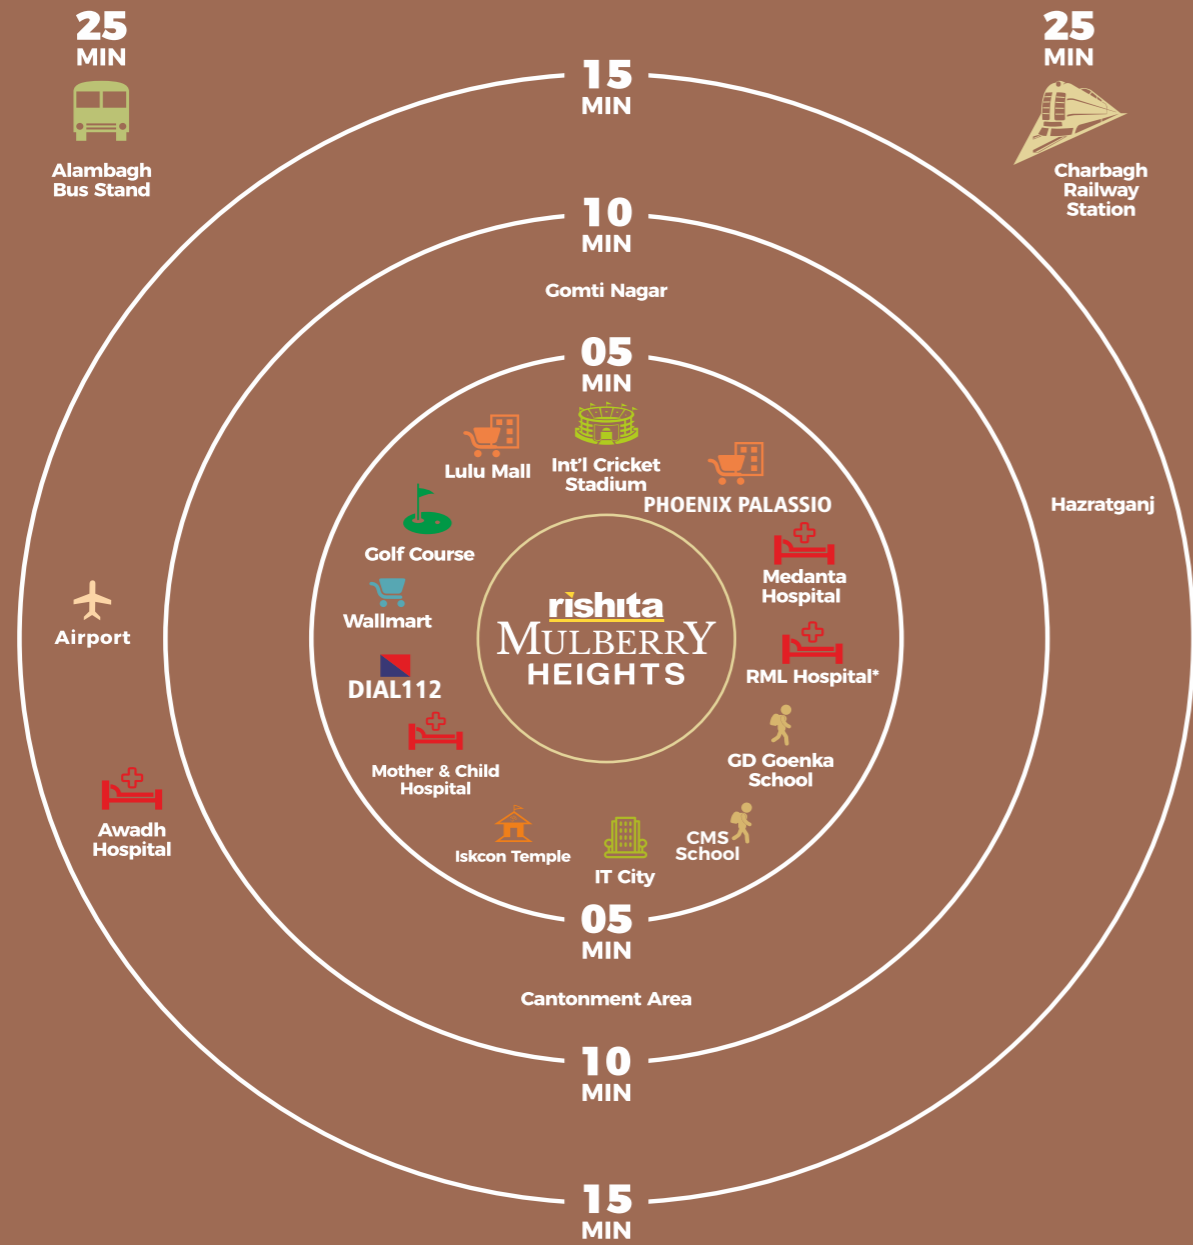 25
MIN
Alambagh
Bus Stand
25
MIN
Charbagh
Railway
Station
15
MIN
10
MIN
Gomti Nagar
05
MIN
Lulu Mall
Int'l Cricket
Stadium
PHOENIX PALASSIO
Hazratganj
Golf Course
Medanta
Hospital
Wallmart
rishita
MULBERRY
HEIGHTS
Airport
RML Hospital*
DIAL112
GD Goenka
School
Mother & Child
Hospital
Awadh
Hospital
CMS
School
Iskcon Temple
IT City
05
MIN
Cantonment Area
10
MIN
15
MIN